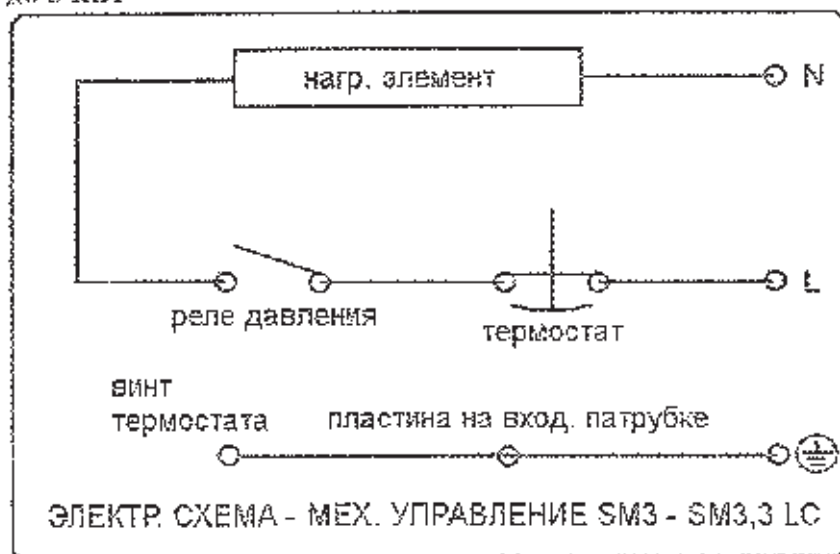 нагр. элемент
N
L
реле давления
термостат
винт
термостата
пластина на вход. патрубке
ЭЛЕКТР. СХЕМА - МЕХ. УПРАВЛЕНИЕ SM3 - SM3,3 LC